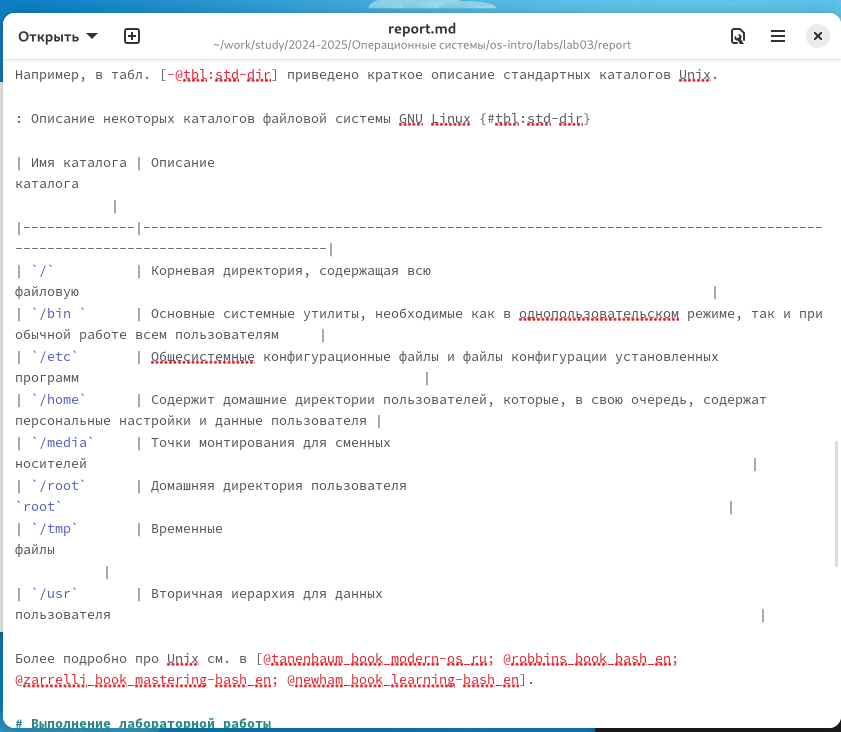 Открыть
report.md
~/work/study/2024-2025/Операционные системы/os-intro/labs/lab03/report
Например, в табл. [-@tbl:std-dir] приведено краткое описание стандартных каталогов Unix.
: Описание некоторых каталогов файловой системы GNU Linux {#tbl:std-dir}
| Имя каталога | Описание
каталога
|
|--------------|-------------------------------------------------------------------------------------
---------------------------------------|
| `/`          | Корневая директория, содержащая всю
файловую                                                                               |
| `/bin `      | Основные системные утилиты, необходимые как в однопользовательском режиме, так и при
обычной работе всем пользователям     |
| `/etc`       | Общесистемные конфигурационные файлы и файлы конфигурации установленных
программ                                           |
| `/home`      | Содержит домашние директории пользователей, которые, в свою очередь, содержат
персональные настройки и данные пользователя |
| `/media`     | Точки монтирования для сменных
носителей                                                                                   |
| `/root`      | Домашняя директория пользователя
`root`                                                                                   |
| `/tmp`       | Временные
файлы
|
| `/usr`       | Вторичная иерархия для данных
пользователя                                                                                 |
Более подробно про Unix см. в [@tanenbaum_book_modern-os_ru; @robbins_book_bash_en;
@zarrelli_book_mastering-bash_en; @newham_book_learning-bash_en].
# Выполнение лабораторной работы